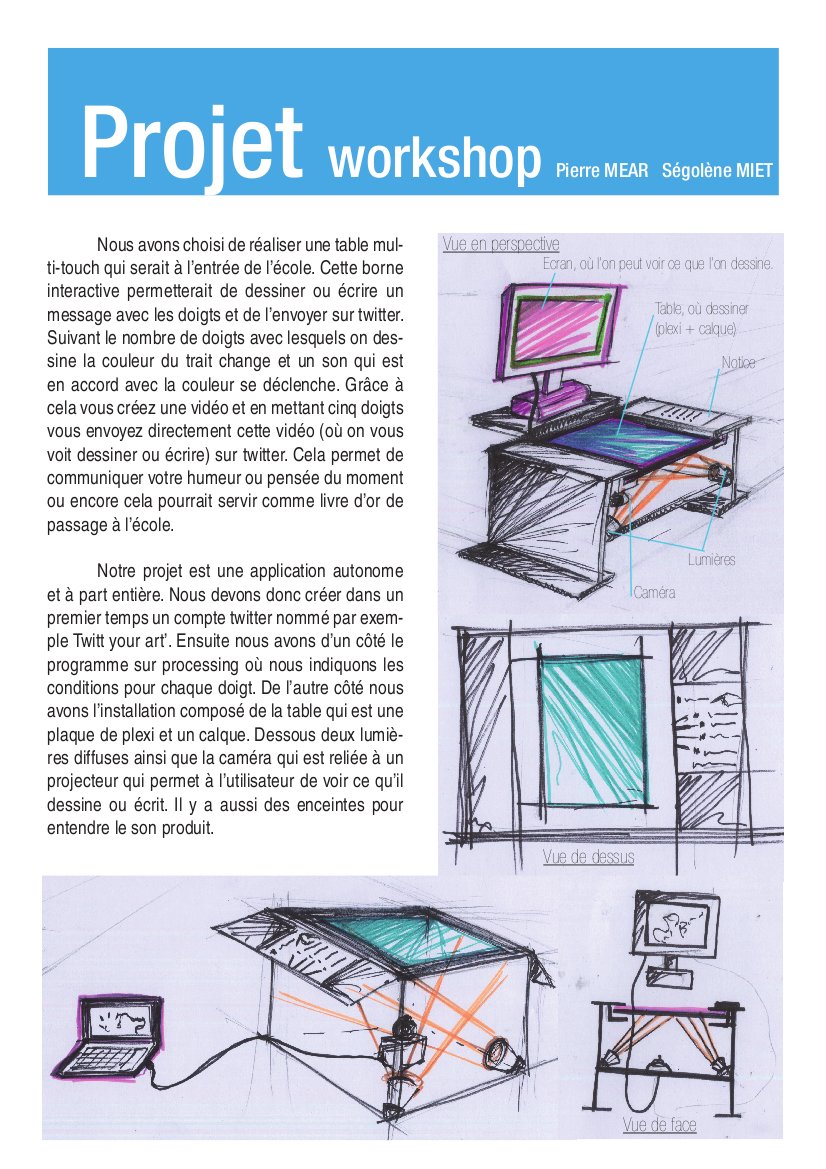 Projet workshop Pierre MEAR Ségolène MIET
Nous avons choisi de réaliser une table mul-
ti-touch qui serait à l'entrée de l'école. Cette borne
interactive permetterait de dessiner ou écrire un
message avec les doigts et de l'envoyer sur twitter.
Suivant le nombre de doigts avec lesquels on des-
sine la couleur du trait change et un son qui est
en accord avec la couleur se déclenche. Grâce à
cela vous créez une vidéo et en mettant cinq doigts
vous envoyez directement cette vidéo (où on vous
voit dessiner ou écrire) sur twitter. Cela permet de
communiquer votre humeur ou pensée du moment
ou encore cela pourrait servir comme livre d'or de
passage à l'école.
Notre projet est une application autonome
et à part entière. Nous devons donc créer dans un
premier temps un compte twitter nommé par exem-
ple Twitt your art'. Ensuite nous avons d'un côté le
programme sur processing où nous indiquons les
conditions pour chaque doigt. De l'autre côté nous
avons l'installation composé de la table qui est une
plaque de plexi et un calque. Dessous deux lumiè-
res diffuses ainsi que la caméra qui est reliée à un
projecteur qui permet à l'utilisateur de voir ce qu'il
dessine ou écrit. Il y a aussi des enceintes pour
entendre le son produit.
Vue en perspective
Ecran, où l'on peut voir ce que l'on dessine.
Table, où dessiner
(plexi + calque)
Notice
Lumières
Caméra
Vue de dessus
Vue de face